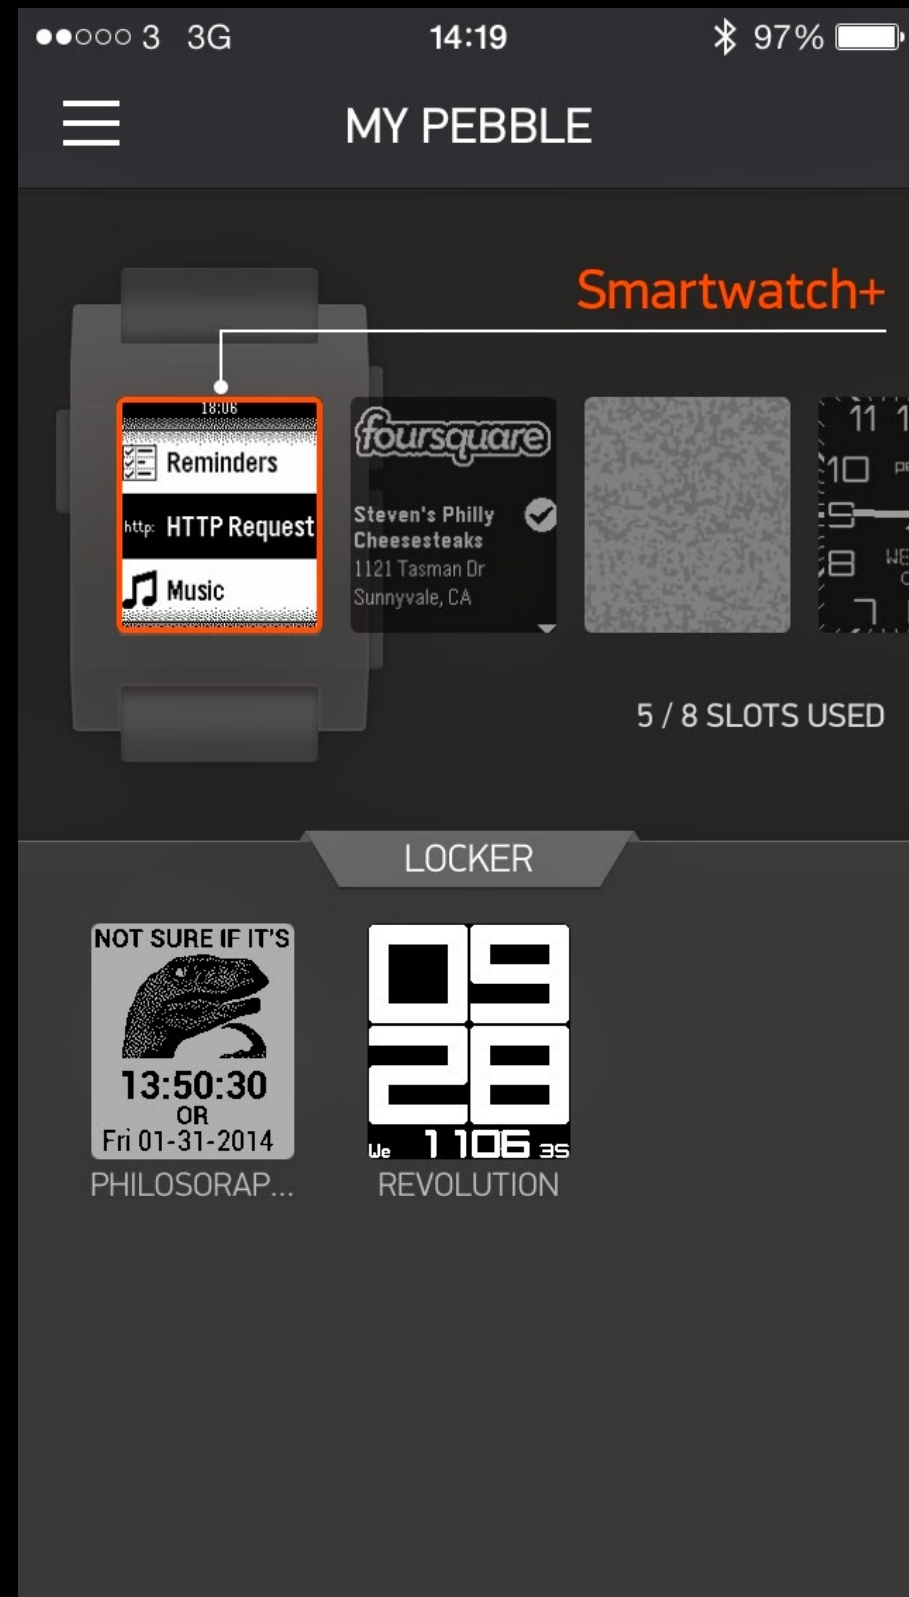 3 3G 14:19 97%
MY PEBBLE
Smartwatch+
18:06
Reminders
http: HTTP Request
Music
foursquare
Steven's Philly
Cheesesteaks
1121 Tasman Dr
Sunnyvale, CA
11 1
10
9
8 WE
7
5 / 8 SLOTS USED
LOCKER
NOT SURE IF IT'S
13:50:30
OR
Fri 01-31-2014
PHILOSORAP...
09
28
We 1106 35
REVOLUTION